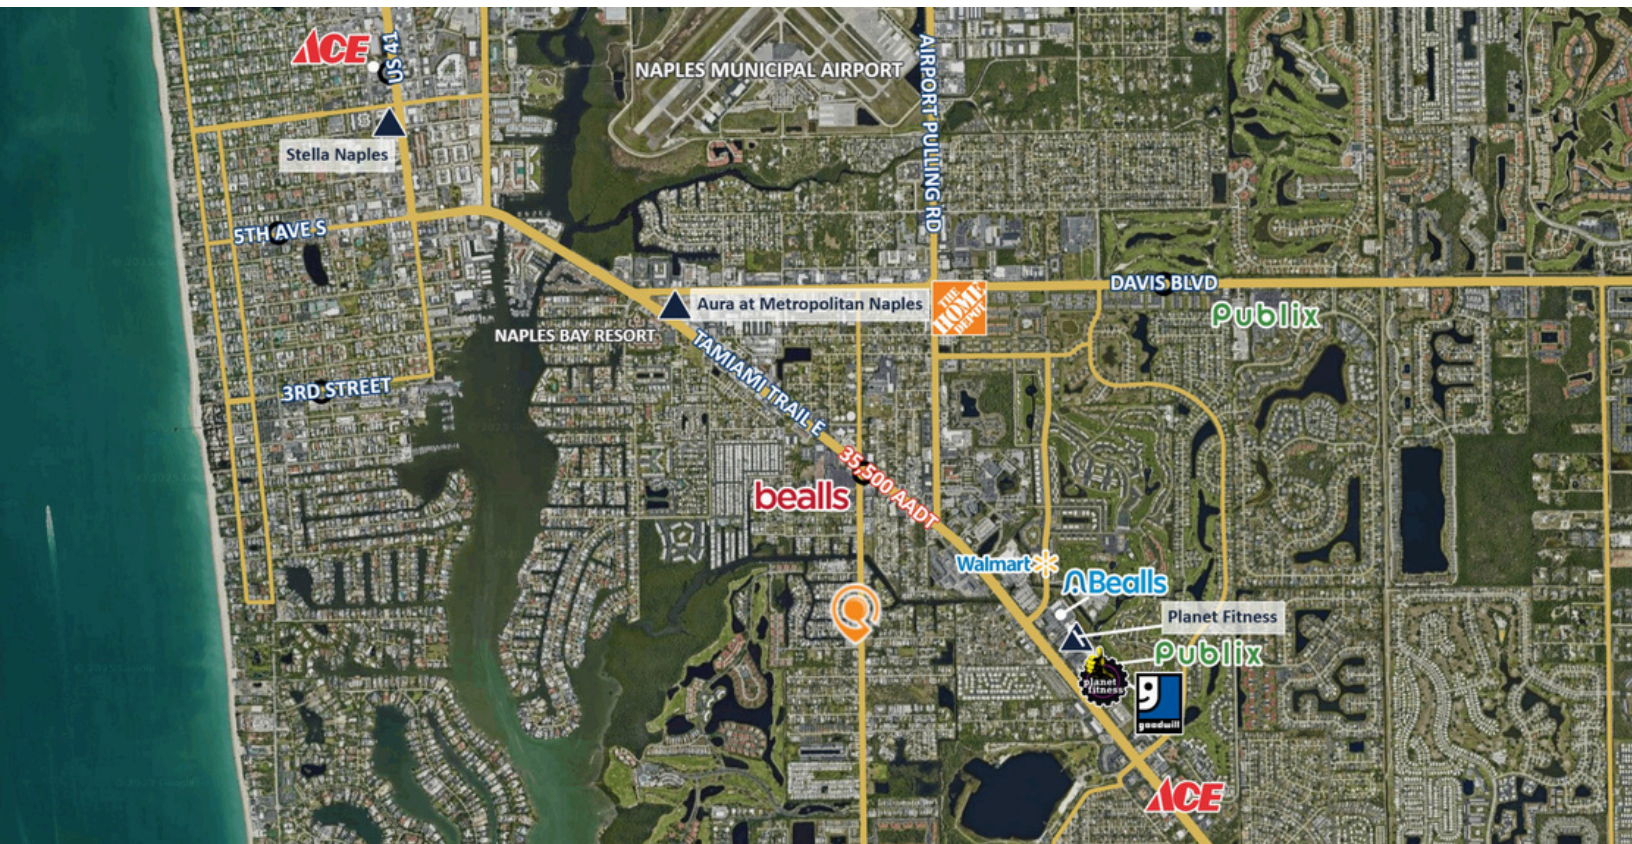 ACE
US 41
NAPLES MUNICIPAL AIRPORT
AIRPORT PULLING RD
Stella Naples
5TH AVE S
DAVIS BLVD
THE
HOME
DEPOT
Aura at Metropolitan Naples
Publix
NAPLES BAY RESORT
TAMIAMI TRAIL E
3RD STREET
35,500 AADT
bealls
Walmart
Bealls
Planet Fitness
Publix
planet
fitness
goodwill
ACE